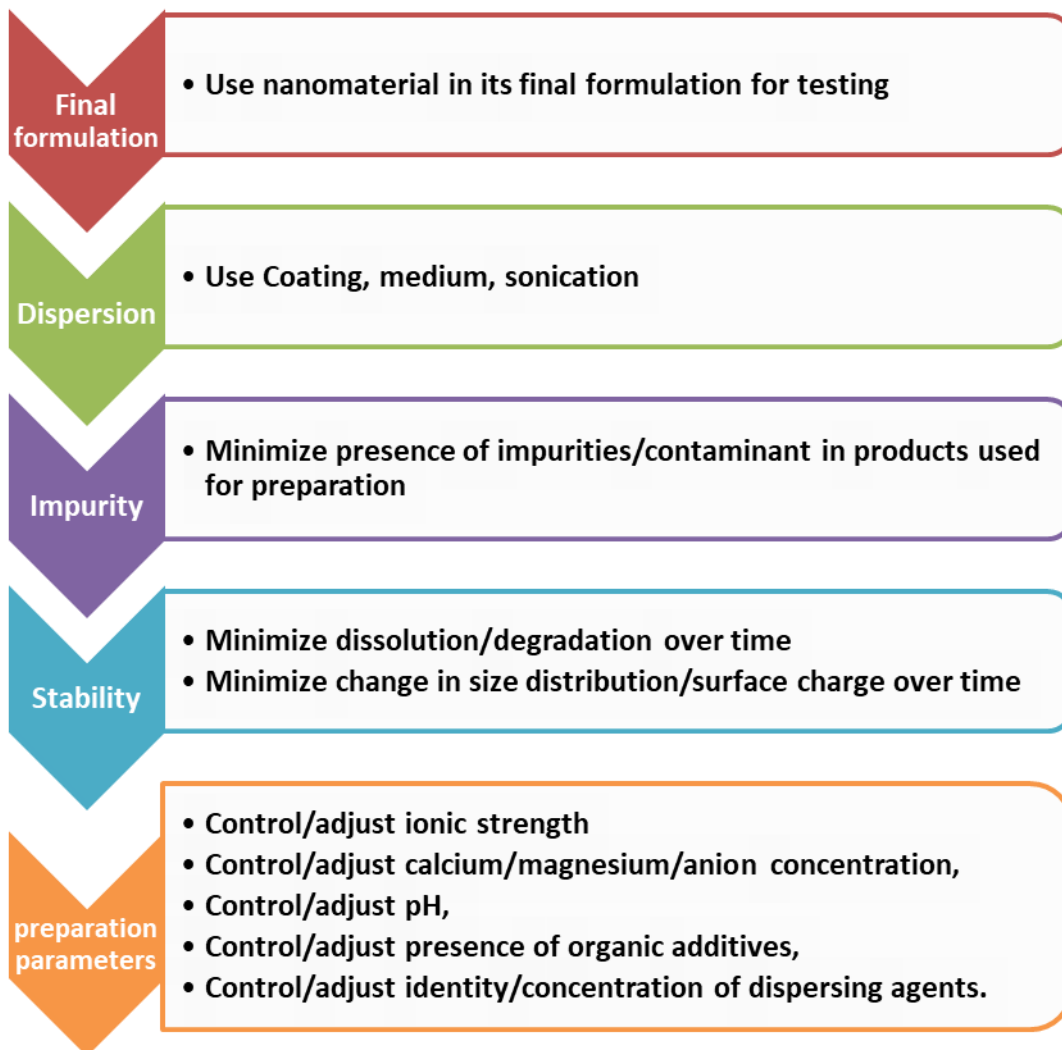 Final
formulation
• Use nanomaterial in its final formulation for testing
Dispersion
• Use Coating, medium, sonication
Impurity
• Minimize presence of impurities/contaminant in products used
for preparation
Stability
• Minimize dissolution/degradation over time
• Minimize change in size distribution/surface charge over time
preparation
parameters
• Control/adjust ionic strength
• Control/adjust calcium/magnesium/anion concentration,
• Control/adjust pH,
• Control/adjust presence of organic additives,
• Control/adjust identity/concentration of dispersing agents.